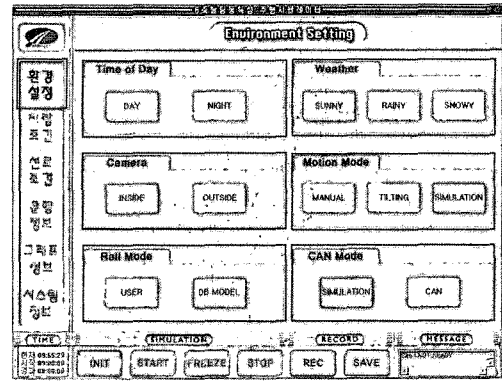 Environment Setting
환경
설정
차량
조건
선로
조건
운행
정보
그래프
정보
시스템
정보
Time of Day
DAY NIGHT
Weather
SUNNY RAINY SNOWY
Camera
INSIDE OUTSIDE
Motion Mode
MANUAL TILTING SIMULATION
Rail Mode
USER DB MODEL
CAN Mode
SIMULATION CAN
TIME SIMULATION RECORD MESSAGE
INIT START FREEZE STOP REC SAVE